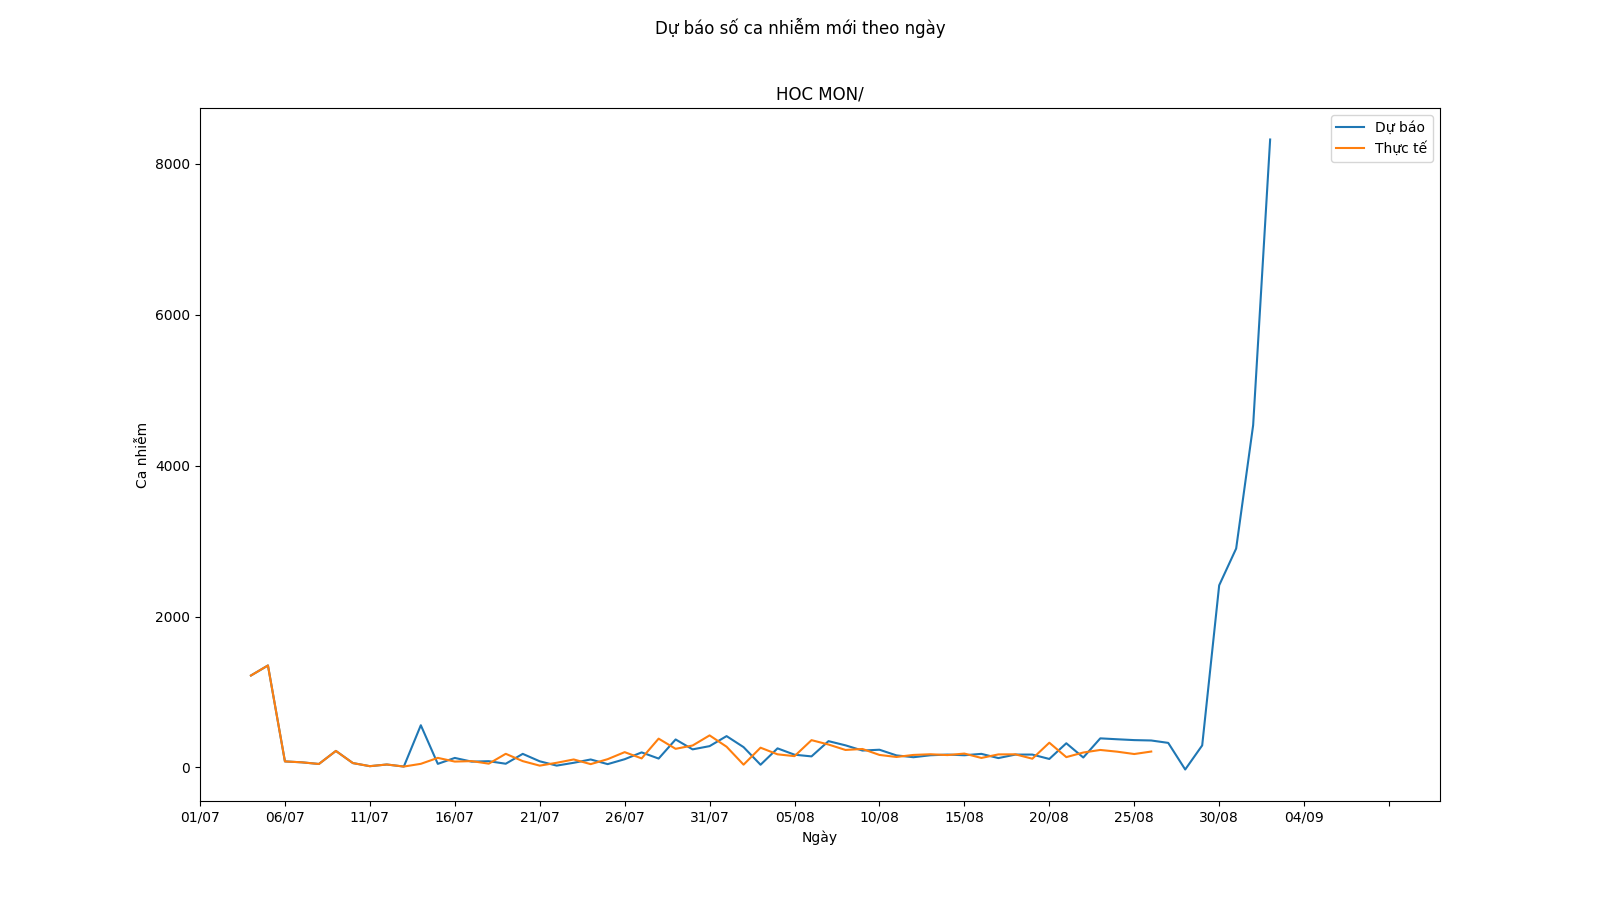 Dự báo số ca nhiễm mới theo ngày
HOC MON/
Dự báo
Thực tế
8000
6000
4000
2000
0
Ca nhiễm
01/07 06/07 11/07 16/07 21/07 26/07 31/07 05/08 10/08 15/08 20/08 25/08 30/08 04/09
Ngày